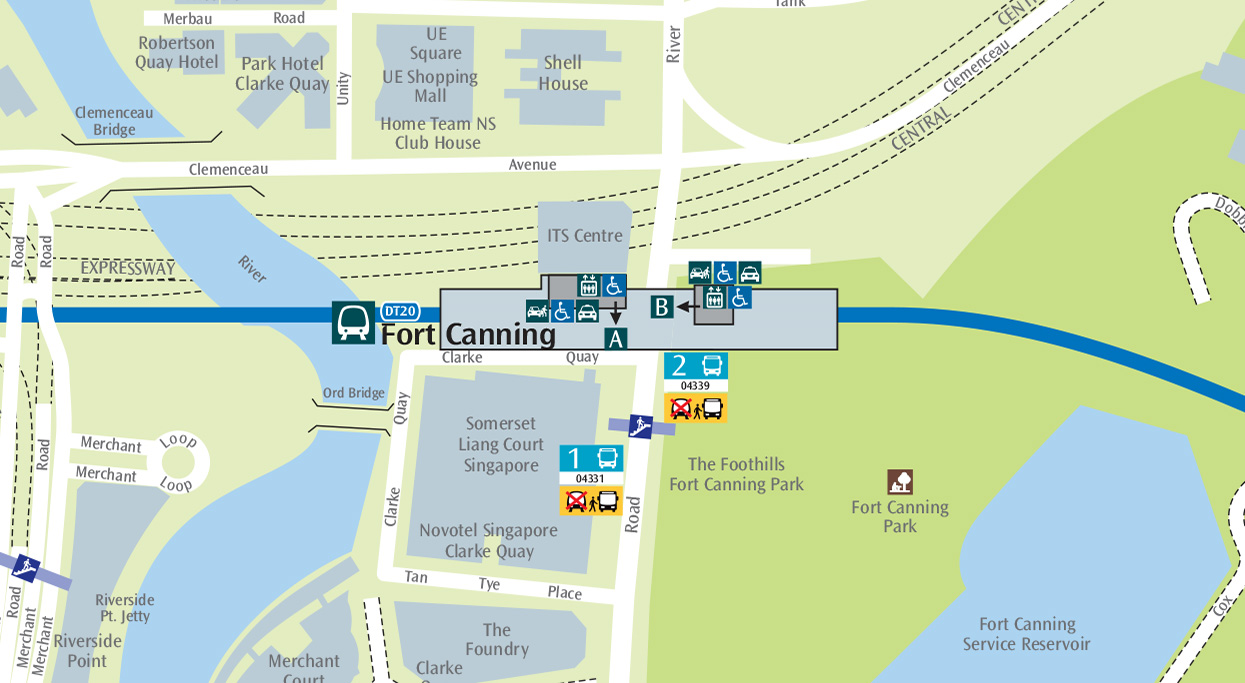 Tank
Merbau Road
River
CENTRAL
Robertson
Quay Hotel
Park Hotel
Clarke Quay
Unity
UE
Square
UE Shopping
Mall
Shell
House
Clemenceau
Clemenceau
Bridge
Home Team NS
Club House
CENTRAL
Clemenceau Avenue
ITS Centre
Road
Road
EXPRESSWAY
River
DT20
Fort Canning
A
B
Clarke Quay
2
04339
Ord Bridge
Clarke Quay
Somerset
Liang Court
Singapore
1
04331
Merchant Loop
Merchant Loop
Road
The Foothills
Fort Canning Park
Fort Canning
Park
Novotel Singapore
Clarke Quay
Road
Tan Tye Place
Road
Merchant
Merchant
Riverside
Pt. Jetty
Riverside
Point
Merchant
Court
The
Foundry
Clarke
Fort Canning
Service Reservoir
Cox